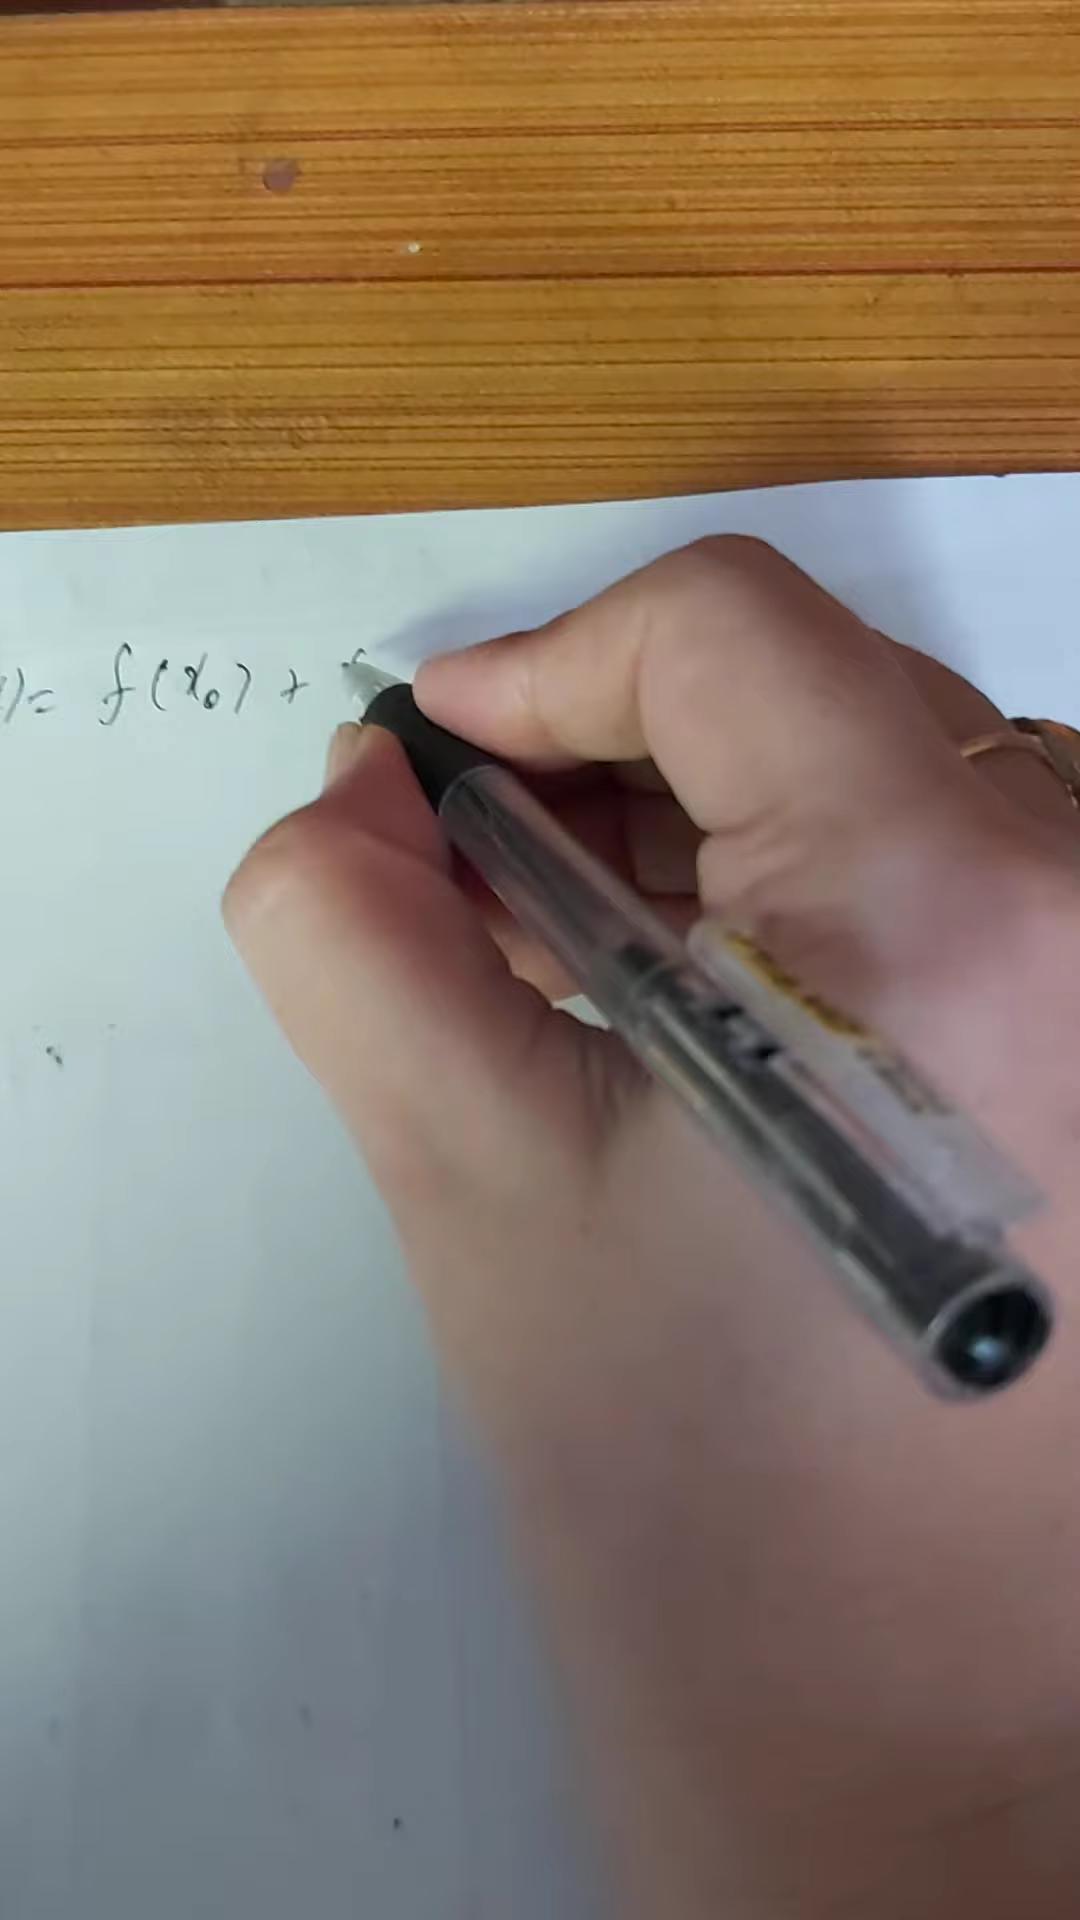 )= f(x₀) +